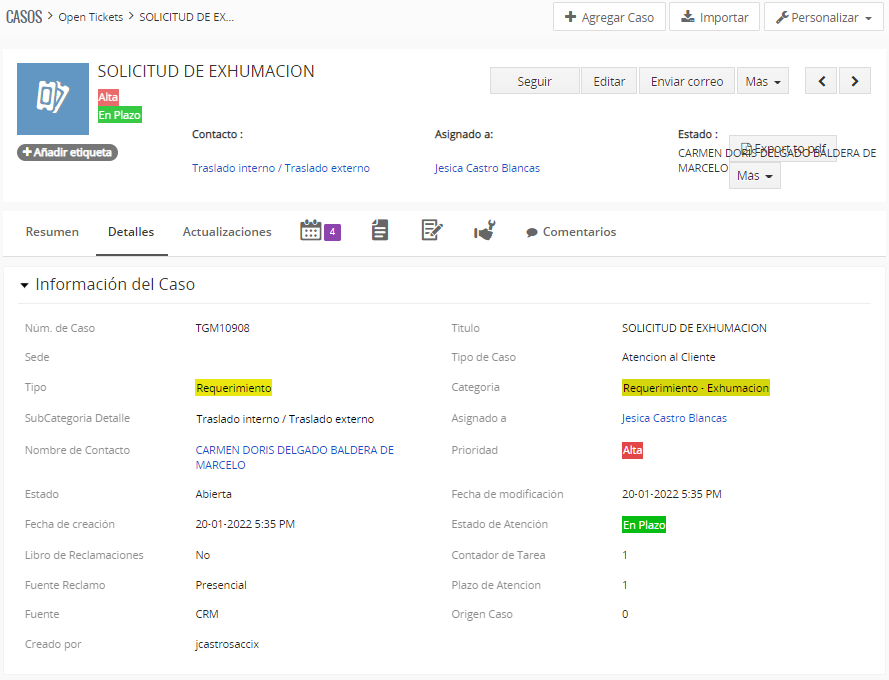 CASOS > Open Tickets > SOLICITUD DE EX...
Agregar Caso
Importar
Personalizar
SOLICITUD DE EXHUMACION
Alta
En Plazo
Añadir etiqueta
Seguir
Editar
Enviar correo
Más
Contacto :
Traslado interno / Traslado externo
Asignado a:
Jesica Castro Blancas
Estado :
CARMEN DORIS DELGADO BALDERA DE
MARCELO
Export to pdf
Más
Resumen
Detalles
Actualizaciones
4
Comentarios
Información del Caso
Núm. de Caso TGM10908 Titulo SOLICITUD DE EXHUMACION
Sede Tipo de Caso Atencion al Cliente
Tipo Requerimiento Categoria Requerimiento - Exhumacion
SubCategoria Detalle Traslado interno / Traslado externo Asignado a Jesica Castro Blancas
Nombre de Contacto CARMEN DORIS DELGADO BALDERA DE Prioridad Alta
MARCELO
Estado Abierta Fecha de modificación 20-01-2022 5:35 PM
Fecha de creación 20-01-2022 5:35 PM Estado de Atención En Plazo
Libro de Reclamaciones No Contador de Tarea 1
Fuente Reclamo Presencial Plazo de Atencion 1
Fuente CRM Origen Caso 0
Creado por jcastrosaccix